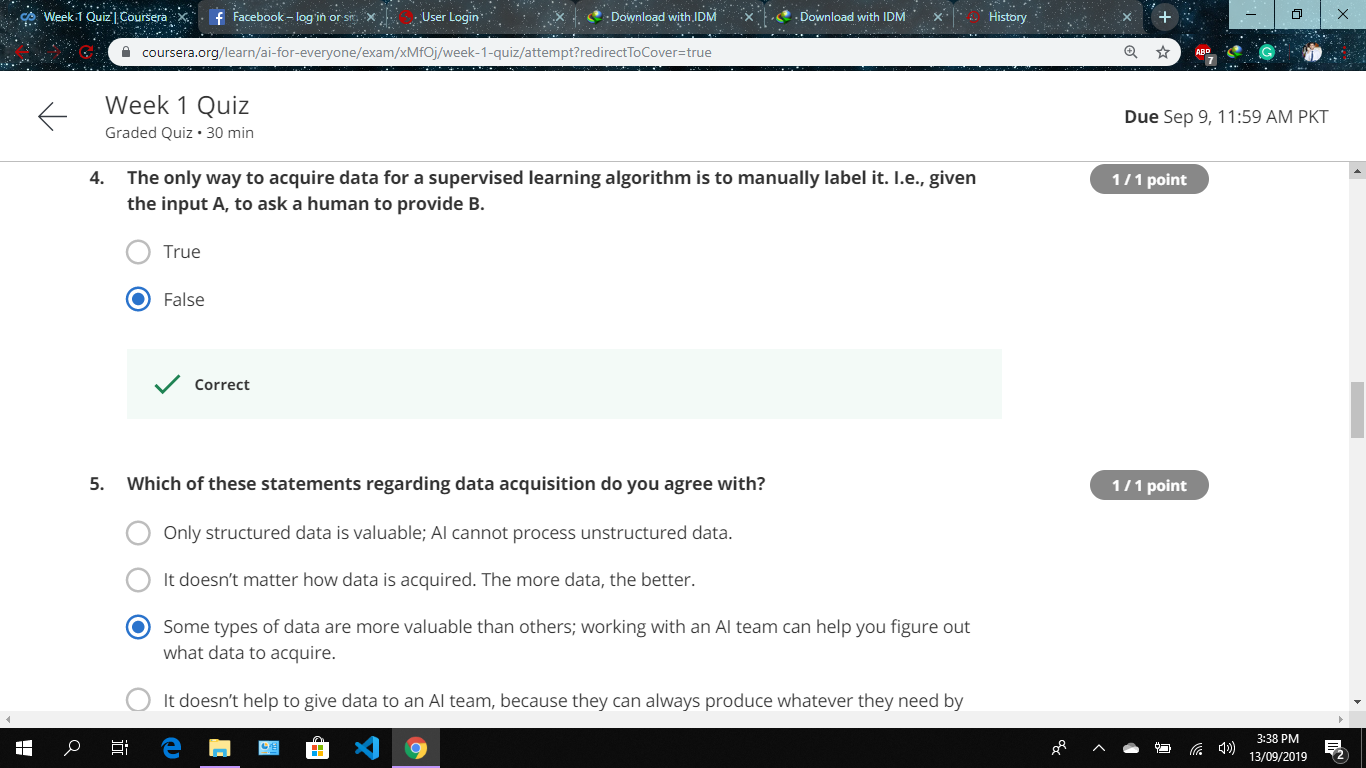 Week 1 Quiz | Coursera
Facebook – log in or
User Login
Download with IDM
Download with IDM
History
coursera.org/learn/ai-for-everyone/exam/xMfOj/week-1-quiz/attempt?redirectToCover=true
ABP
7
Week 1 Quiz
Graded Quiz • 30 min
Due Sep 9, 11:59 AM PKT
4. The only way to acquire data for a supervised learning algorithm is to manually label it. I.e., given
the input A, to ask a human to provide B.
1 / 1 point
True
False
Correct
5. Which of these statements regarding data acquisition do you agree with?
1 / 1 point
Only structured data is valuable; AI cannot process unstructured data.
It doesn’t matter how data is acquired. The more data, the better.
Some types of data are more valuable than others; working with an AI team can help you figure out
what data to acquire.
It doesn’t help to give data to an AI team, because they can always produce whatever they need by
3:38 PM
13/09/2019
2